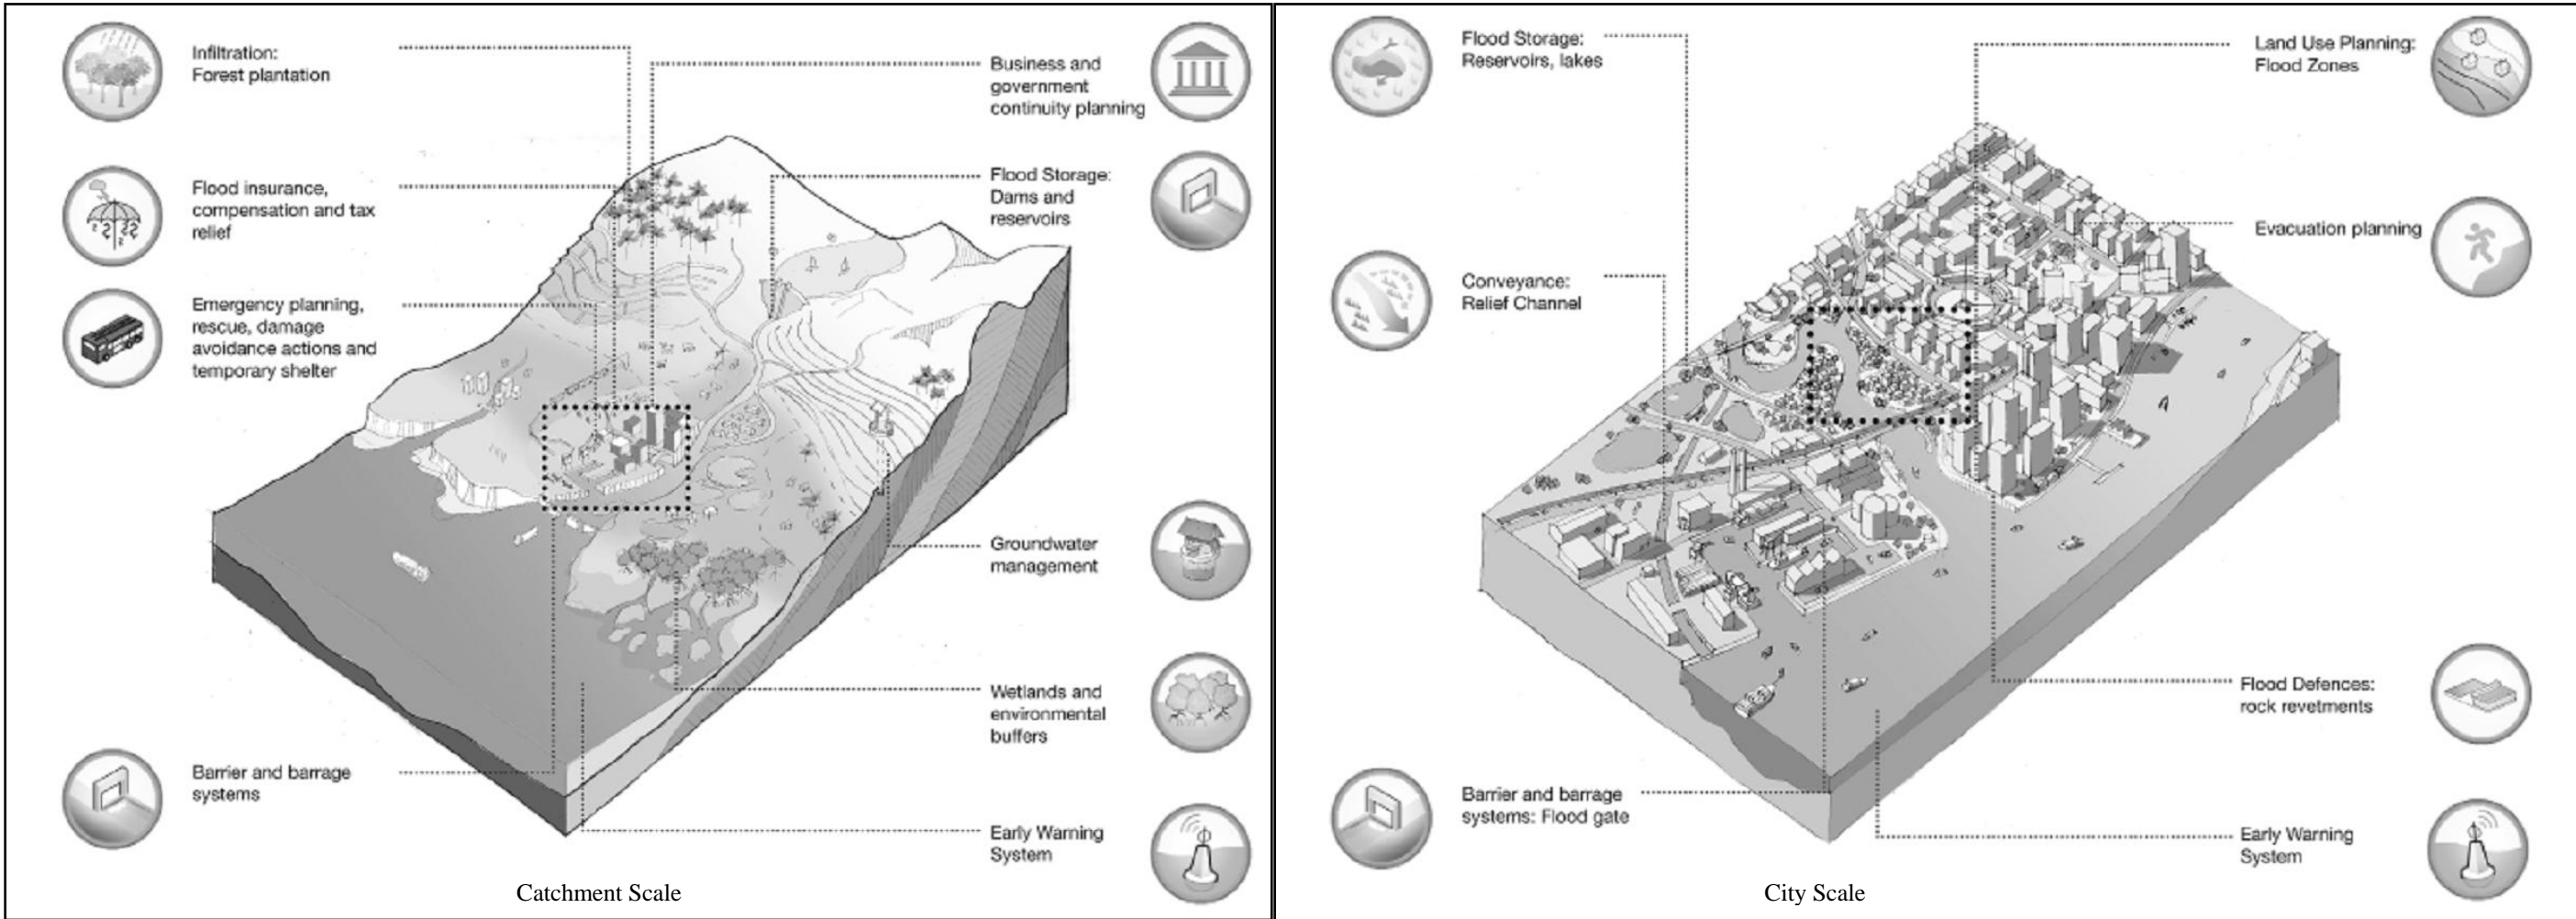 Infiltration:
Forest plantation
Flood insurance,
compensation and tax
relief
Emergency planning,
rescue, damage
avoidance actions and
temporary shelter
Barrier and barrage
systems
Business and
government
continuity planning
Flood Storage:
Dams and
reservoirs
Groundwater
management
Wetlands and
environmental
buffers
Early Warning
System
Catchment Scale
Flood Storage:
Reservoirs, lakes
Conveyance:
Relief Channel
Barrier and barrage
systems: Flood gate
Land Use Planning:
Flood Zones
Evacuation planning
Flood Defences:
rock revetments
Early Warning
System
City Scale